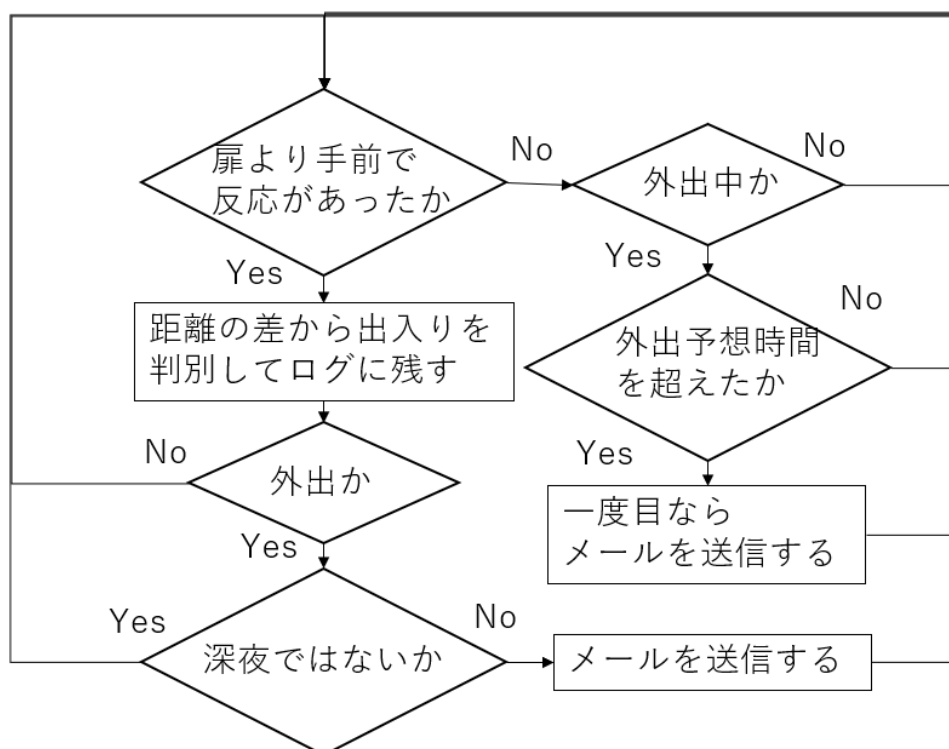 扉より手前で
反応があったか
No
外出中か
No
Yes
Yes
距離の差から出入りを
判別してログに残す
外出予想時間
を超えたか
No
No
外出か
Yes
一度目なら
メールを送信する
Yes
Yes
深夜ではないか
No
メールを送信する